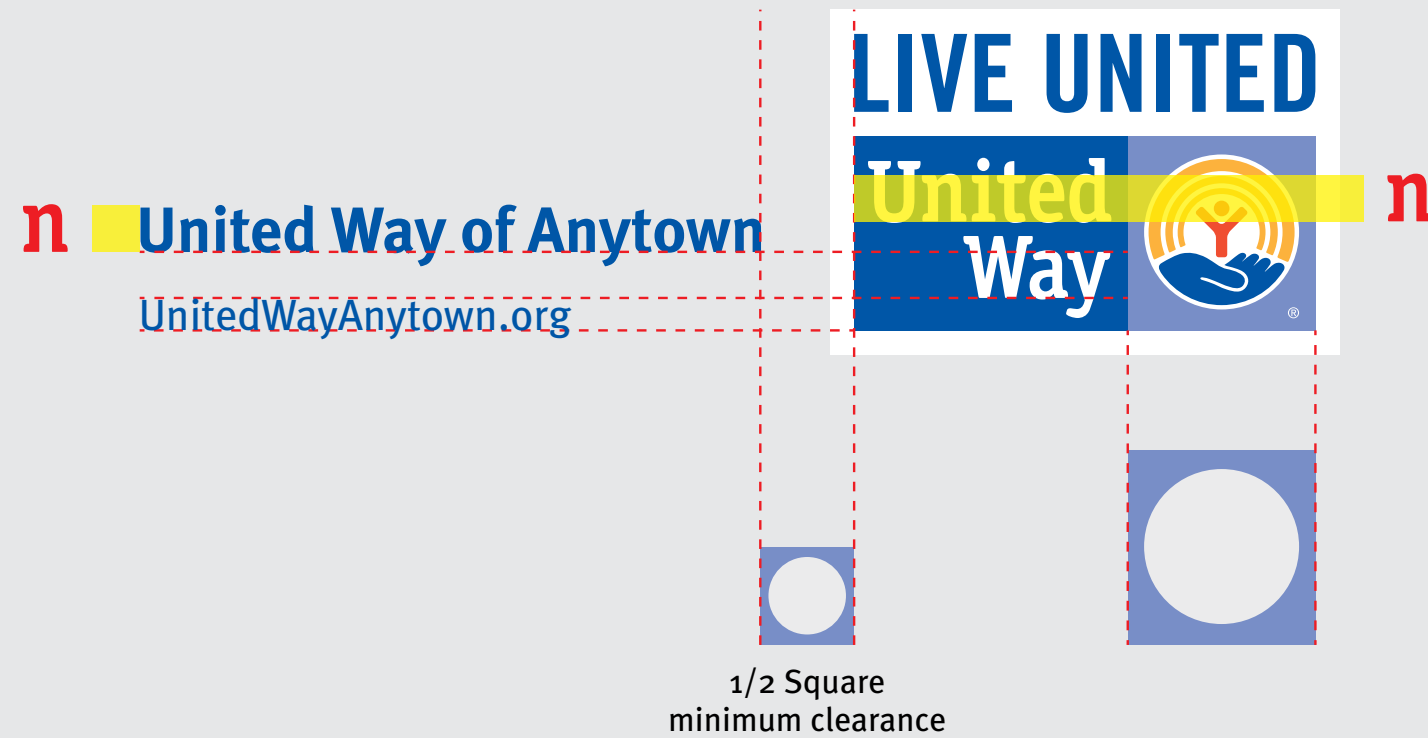 LIVE UNITED
United
Way
®
n
n
United Way of Anytown
UnitedWayAnytown.org
1/2 Square
minimum clearance